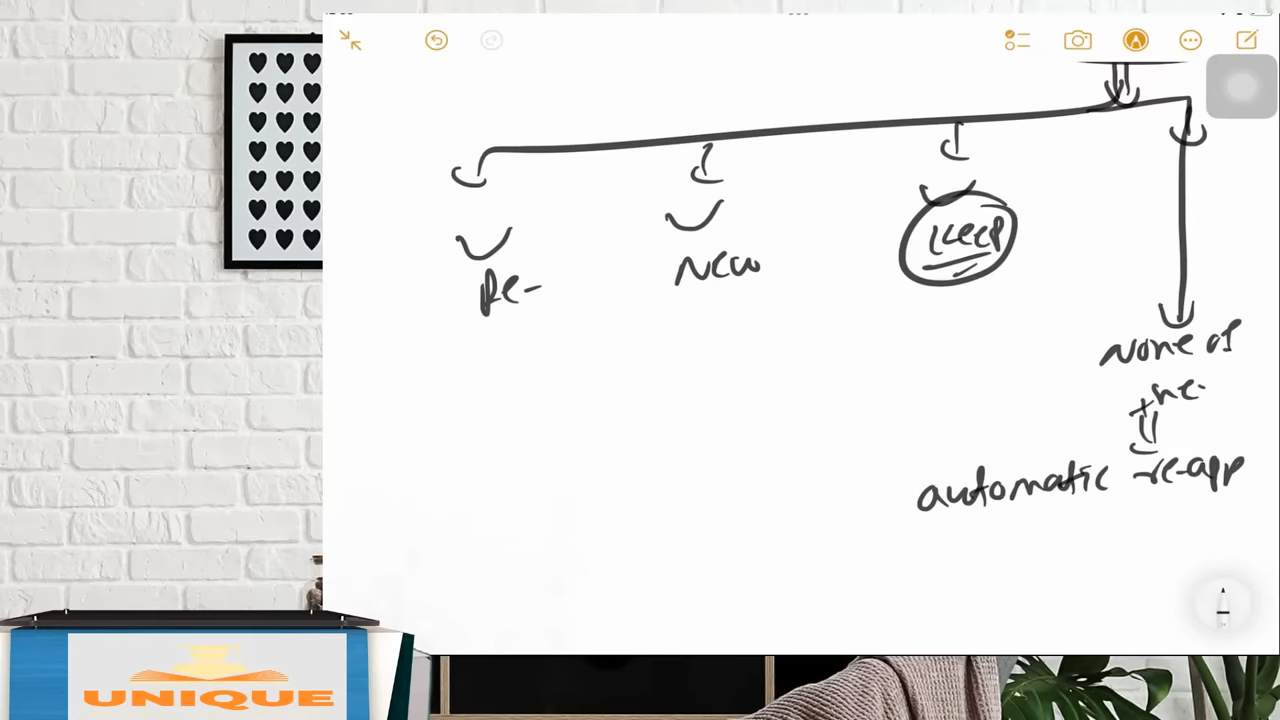 Re-
New
Keep
None of
the
automatic re-app
UNIQUE